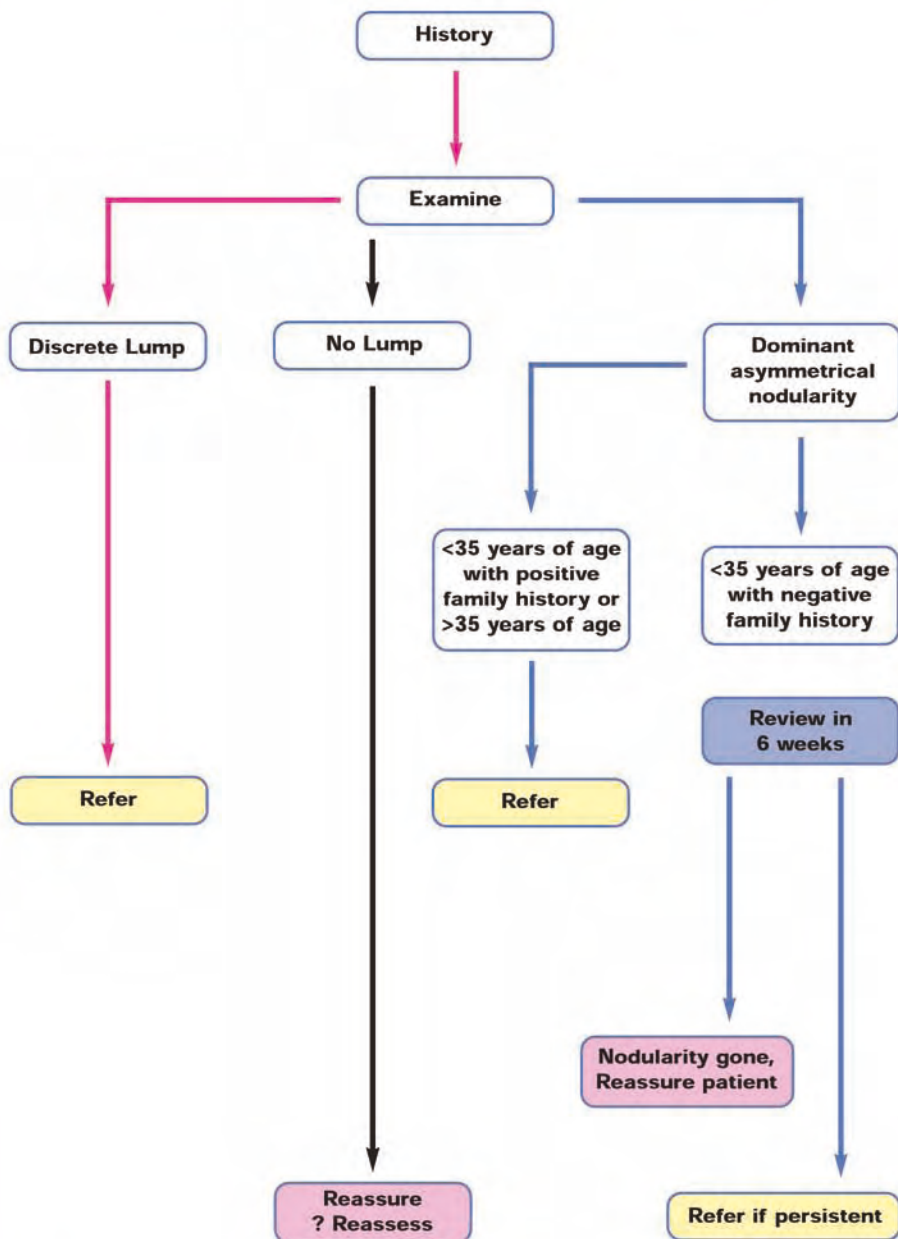 History
Examine
Discrete Lump
No Lump
Dominant
asymmetrical
nodularity
<35 years of age
with positive
family history or
>35 years of age
<35 years of age
with negative
family history
Review in
6 weeks
Refer
Refer
Nodularity gone,
Reassure patient
Reassure
? Reassess
Refer if persistent